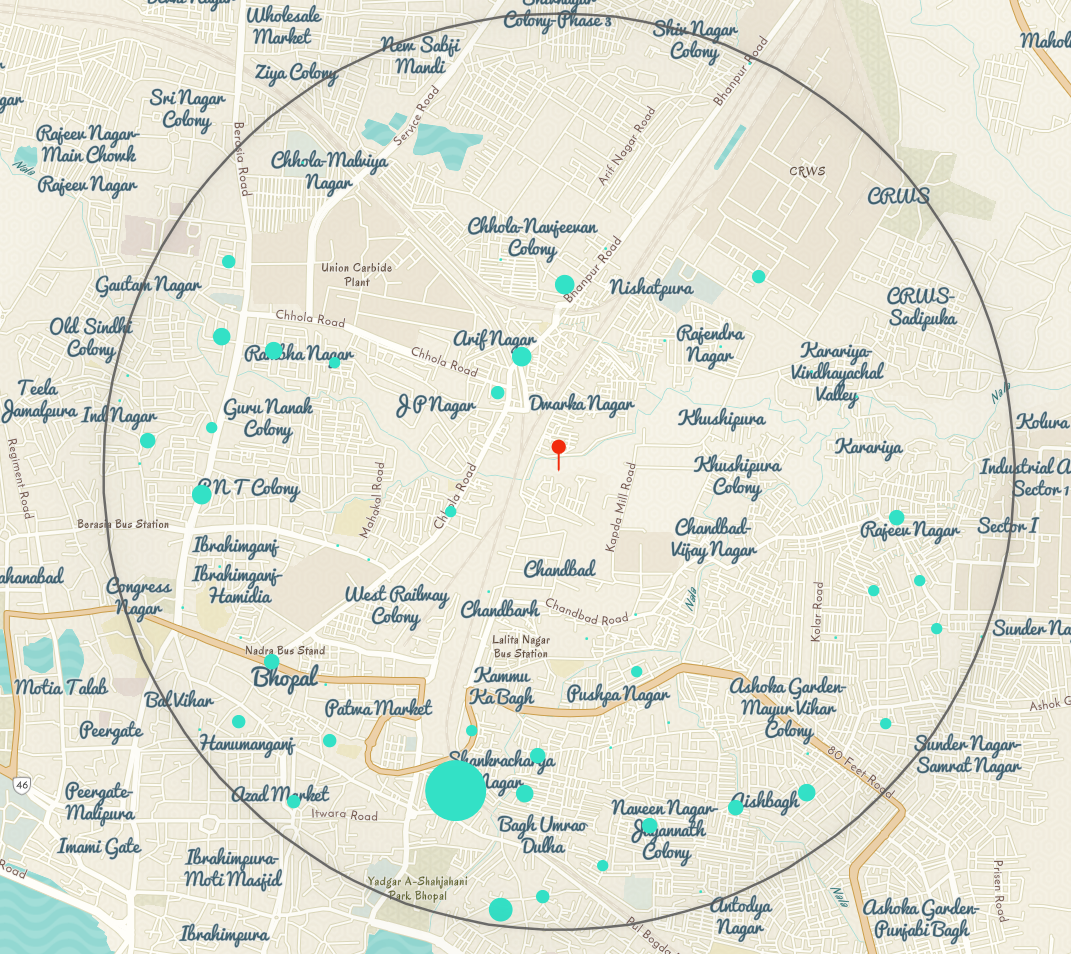 Wholesale
Market
Colony-Phase 3
New Sabji
Mandi
Shiv Nagar
Colony
Ziya Colony
Sri Nagar
Colony
Service Road
Bhanpur Road
Rajeev Nagar-
Main Chowk
Nala
Rajeev Nagar
Berasia Road
Chhola-Malviya
Nagar
Arif Nagar Road
CRWS
CRWS
Chhola-Navjeevan
Colony
Union Carbide
Plant
Bhanpur Road
Gautam Nagar
Nishatpura
CRWS-
Sadipuka
Old Sindhi
Colony
Chhola Road
Arif Nagar
Rajendra
Nagar
Chhola Road
Karariya-
Vindhayachal
Valley
Teela
Jamalpura
Ind Nagar
Guru Nanak
Colony
J P Nagar
Dwarka Nagar
Khushipura
Nala
Kolura
Karariya
Regiment Road
Khushipura
Colony
Industrial A
Sector 1
N T Colony
Mahakal Road
Chhola Road
Kapda Mill Road
Berasia Bus Station
Chandbad-
Vijay Nagar
Rajeev Nagar
Sector I
Ibrahimganj
Ibrahimganj-
Hamidia
Chandbad
ahanabad
Congress
Nagar
West Railway
Colony
Chandbarh
Chandbad Road
Nala
Kolar Road
Sunder Na
Nadra Bus Stand
Lalita Nagar
Bus Station
Bhopal
Kammu
Ka Bagh
Motia Talab
Bal Vihar
Patwa Market
Pushpa Nagar
Ashoka Garden-
Mayur Vihar
Colony
Ashok G
Peergate
Hanumanganj
Shankracharya
Nagar
80 Feet Road
Sunder Nagar-
Samrat Nagar
46
Peergate-
Malipura
Azad Market
Itwara Road
Aishbagh
Naveen Nagar-
Jagannath
Colony
Bagh Umrao
Dulha
Imami Gate
Ibrahimpura-
Moti Masjid
Road
Yadgar A-Shahjahani
Park Bhopal
Nala
Prisen Road
Antodya
Nagar
Ashoka Garden-
Punjabi Bagh
Ibrahimpura
Pul Bogda